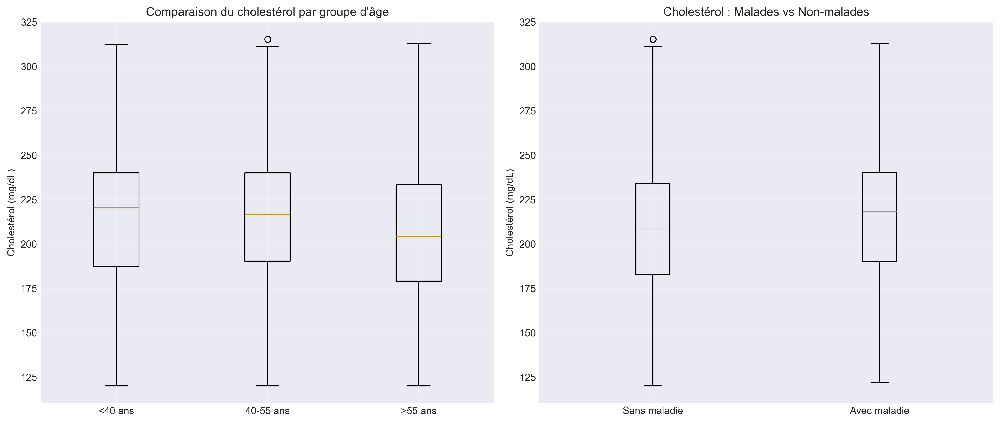 Comparaison du cholestérol par groupe d'âge
Cholestérol (mg/dL)
325
300
275
250
225
200
175
150
125
<40 ans
40-55 ans
>55 ans
Cholestérol : Malades vs Non-malades
Cholestérol (mg/dL)
325
300
275
250
225
200
175
150
125
Sans maladie
Avec maladie